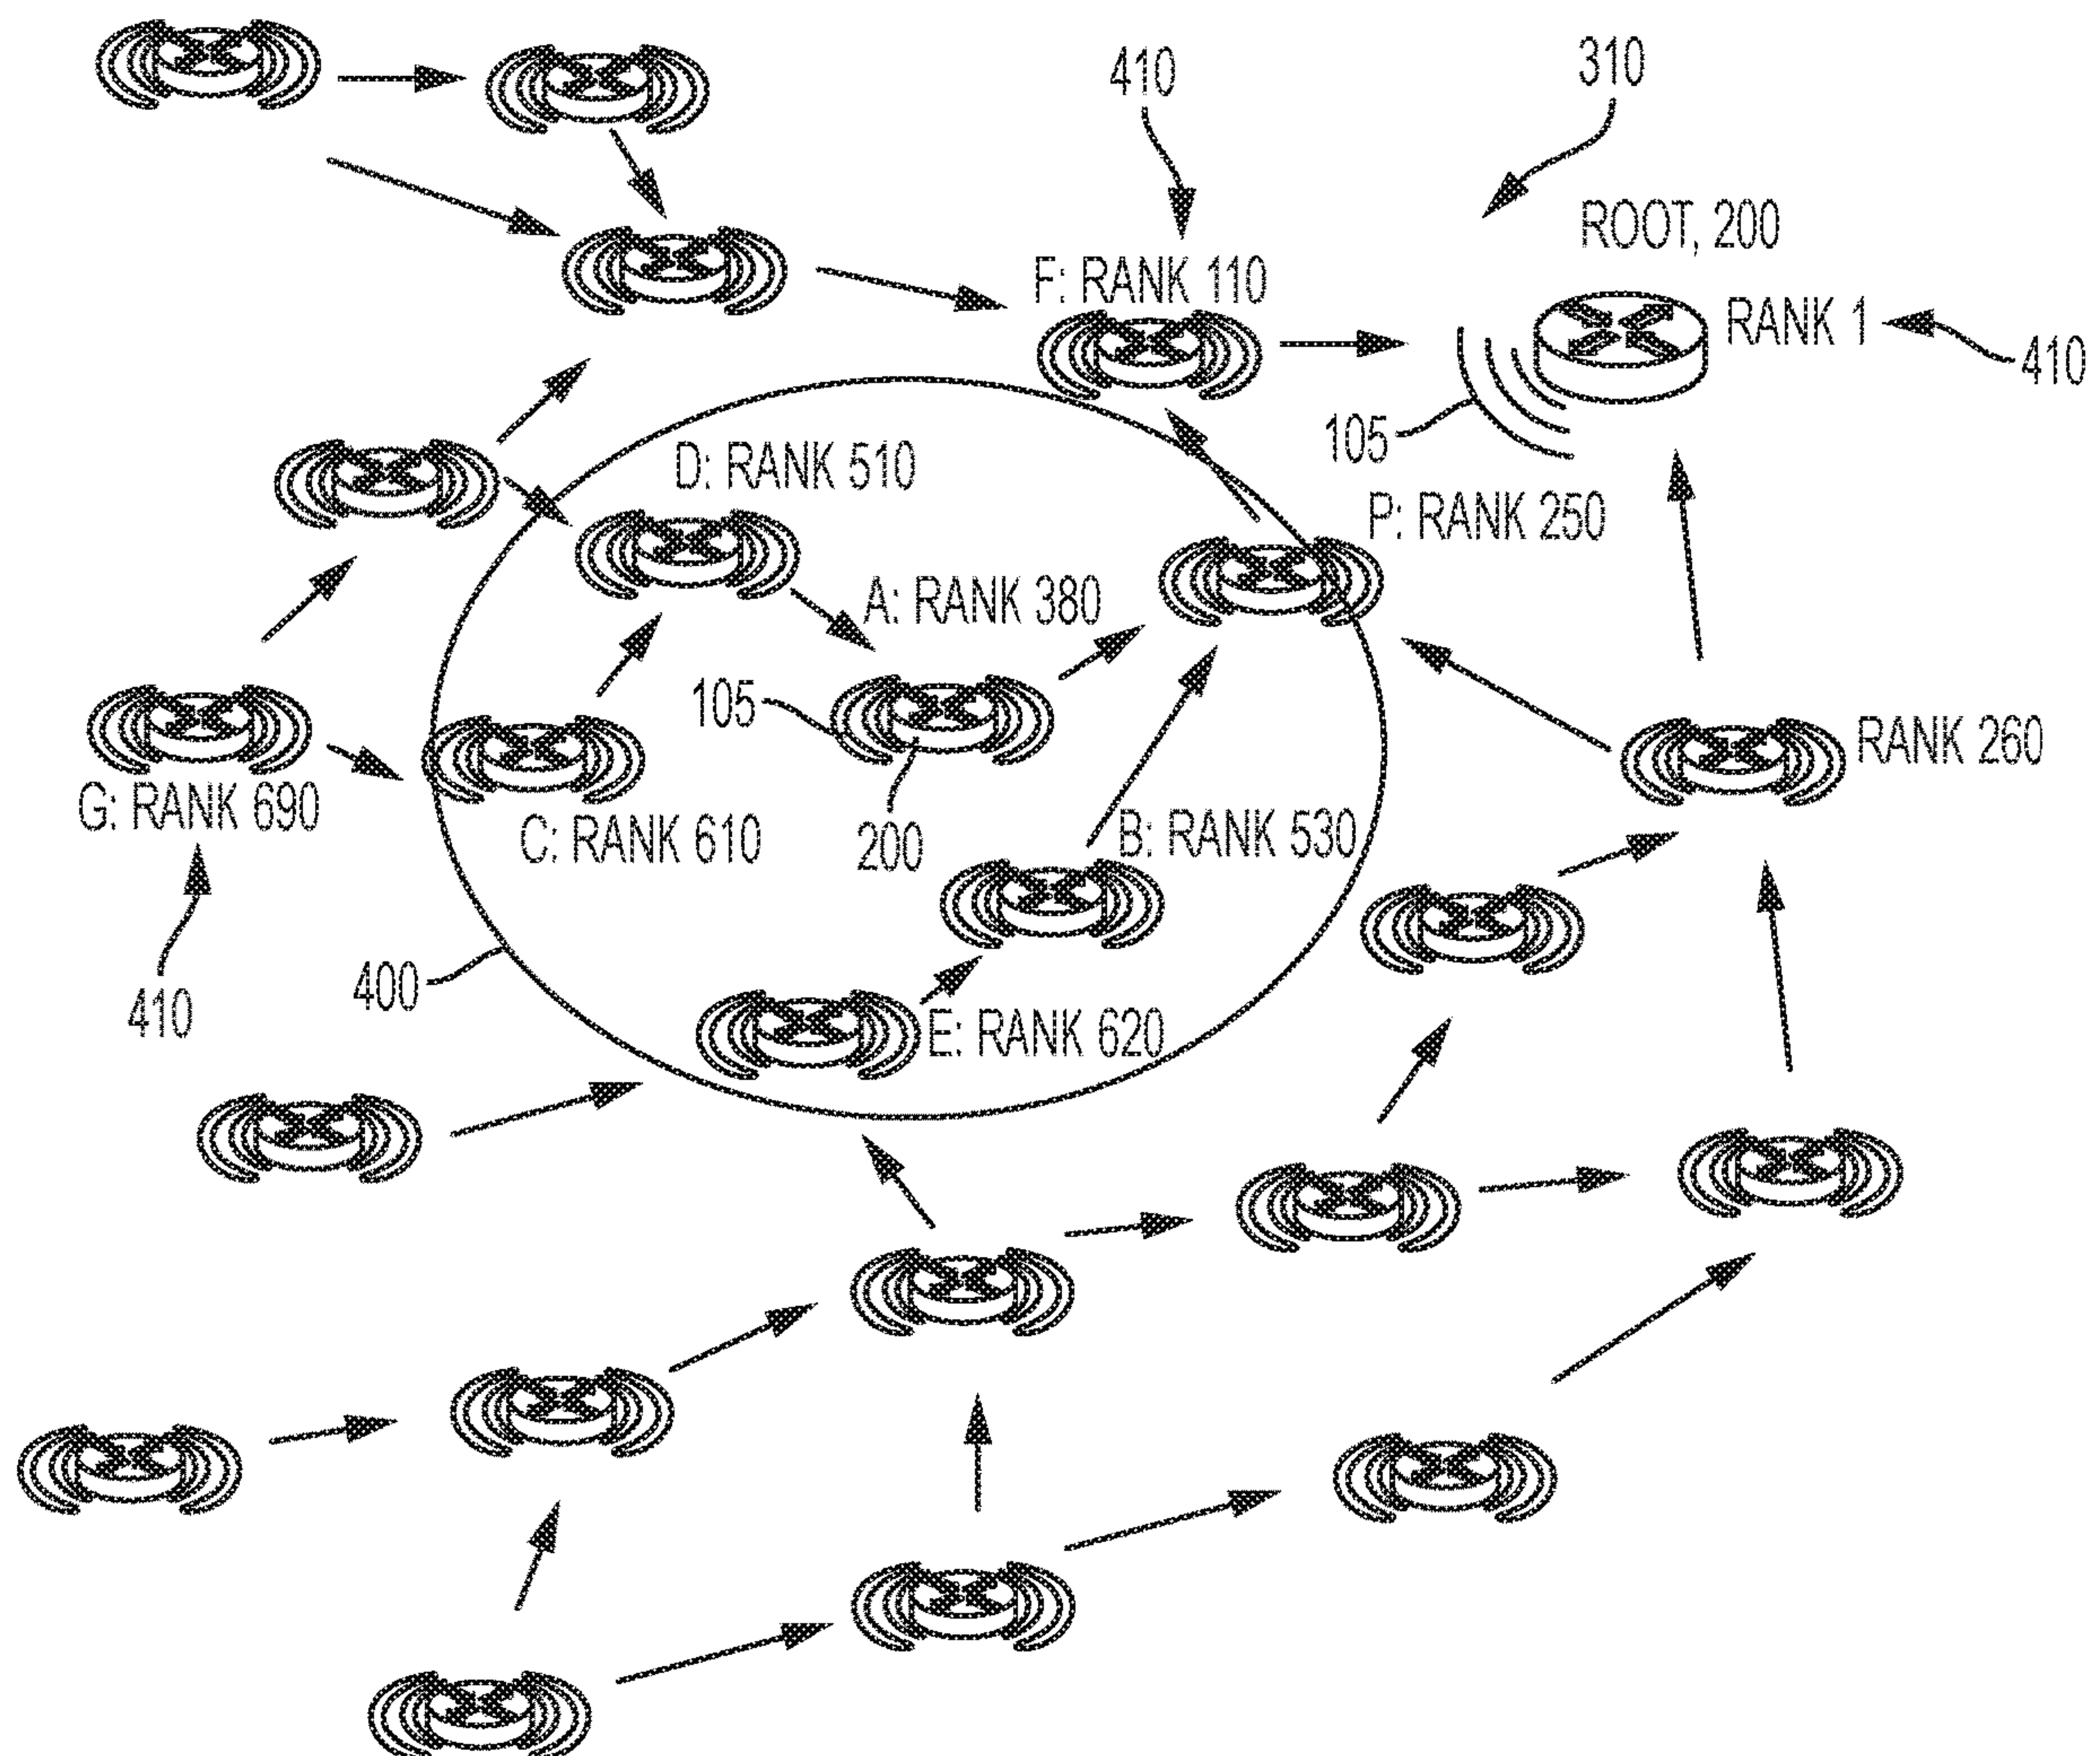 410
310
ROOT, 200
F: RANK 110
RANK 1
410
105
D: RANK 510
P: RANK 250
A: RANK 380
105
RANK 260
G: RANK 690
C: RANK 610
200
B: RANK 530
400
410
E: RANK 620